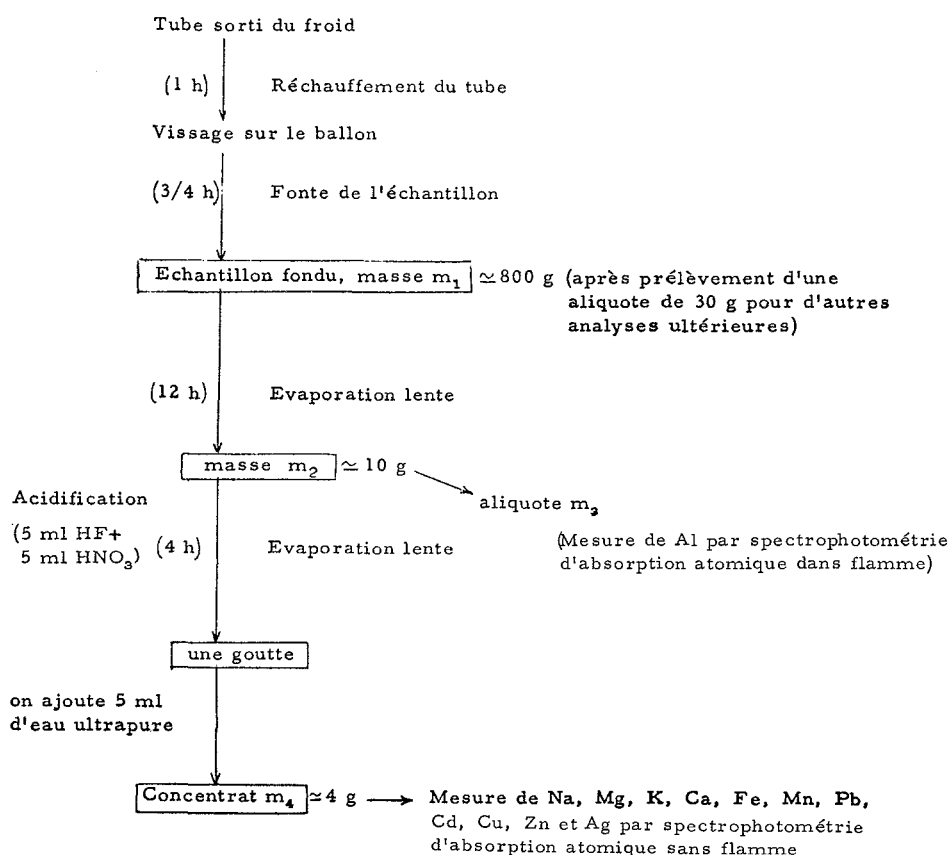 Tube sorti du froid
(1 h) Réchauffement du tube
Vissage sur le ballon
(3/4 h) Fonte de l'échantillon
Echantillon fondu, masse m₁ ≃800 g (après prélèvement d'une
aliquote de 30 g pour d'autres
analyses ultérieures)
(12 h) Evaporation lente
masse m₂ ≃ 10 g
aliquote m₃
(Mesure de Al par spectrophotométrie
d'absorption atomique dans flamme)
Acidification
(5 ml HF+
5 ml HNO₃) (4 h) Evaporation lente
une goutte
on ajoute 5 ml
d'eau ultrapure
Concentrat m₄ ≃4 g Mesure de Na, Mg, K, Ca, Fe, Mn, Pb,
Cd, Cu, Zn et Ag par spectrophotométrie
d'absorption atomique sans flamme